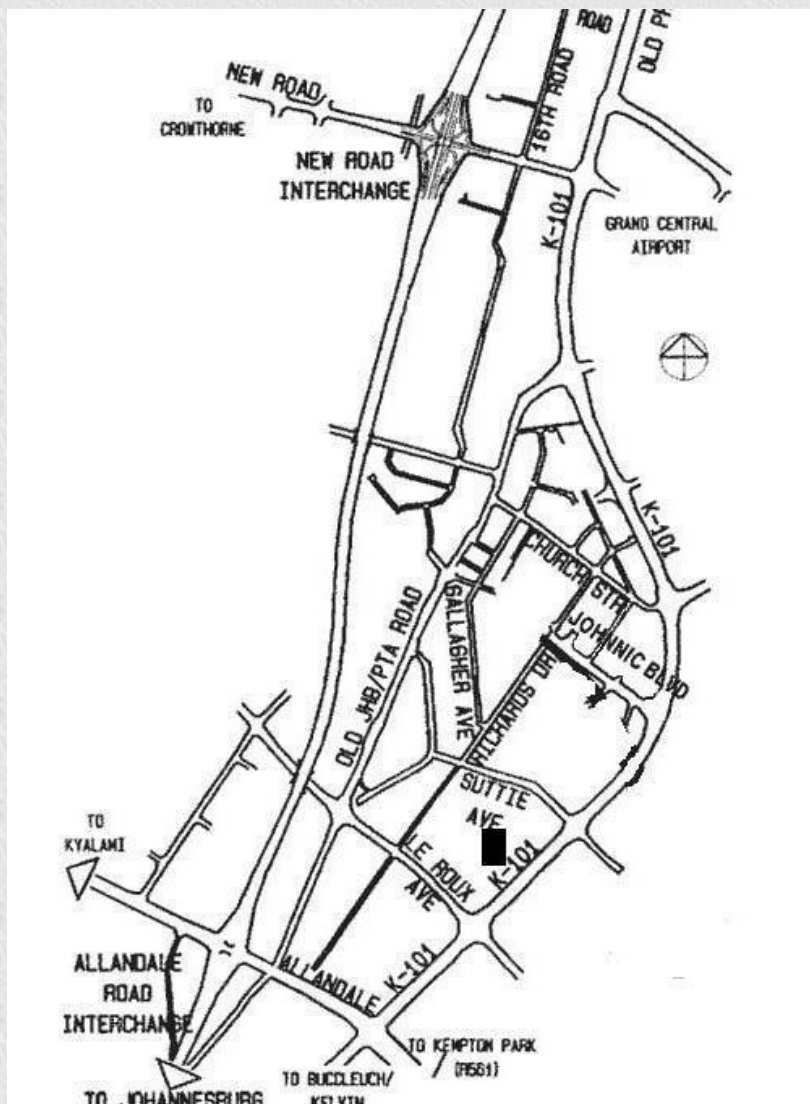 ROAD
OLD
NEW ROAD
TO
CROWTHORNE
16TH ROAD
NEW ROAD
INTERCHANGE
K-101
GRAND CENTRAL
AIRPORT
K-101
CHURCH STR
JOHNNIC BLVD
GALLAGHER AVE
OLD JHB/PTA ROAD
RICHARDS DR
SUTTIE
AVE
TO
KYALAMI
LE ROUX
AVE
K-101
K-101
ALLANDALE
ROAD
INTERCHANGE
ALLANDALE
TO KEMPTON PARK
(R561)
TO BUCCLEUCH/
KELVIN
TO JOHANNESBURG